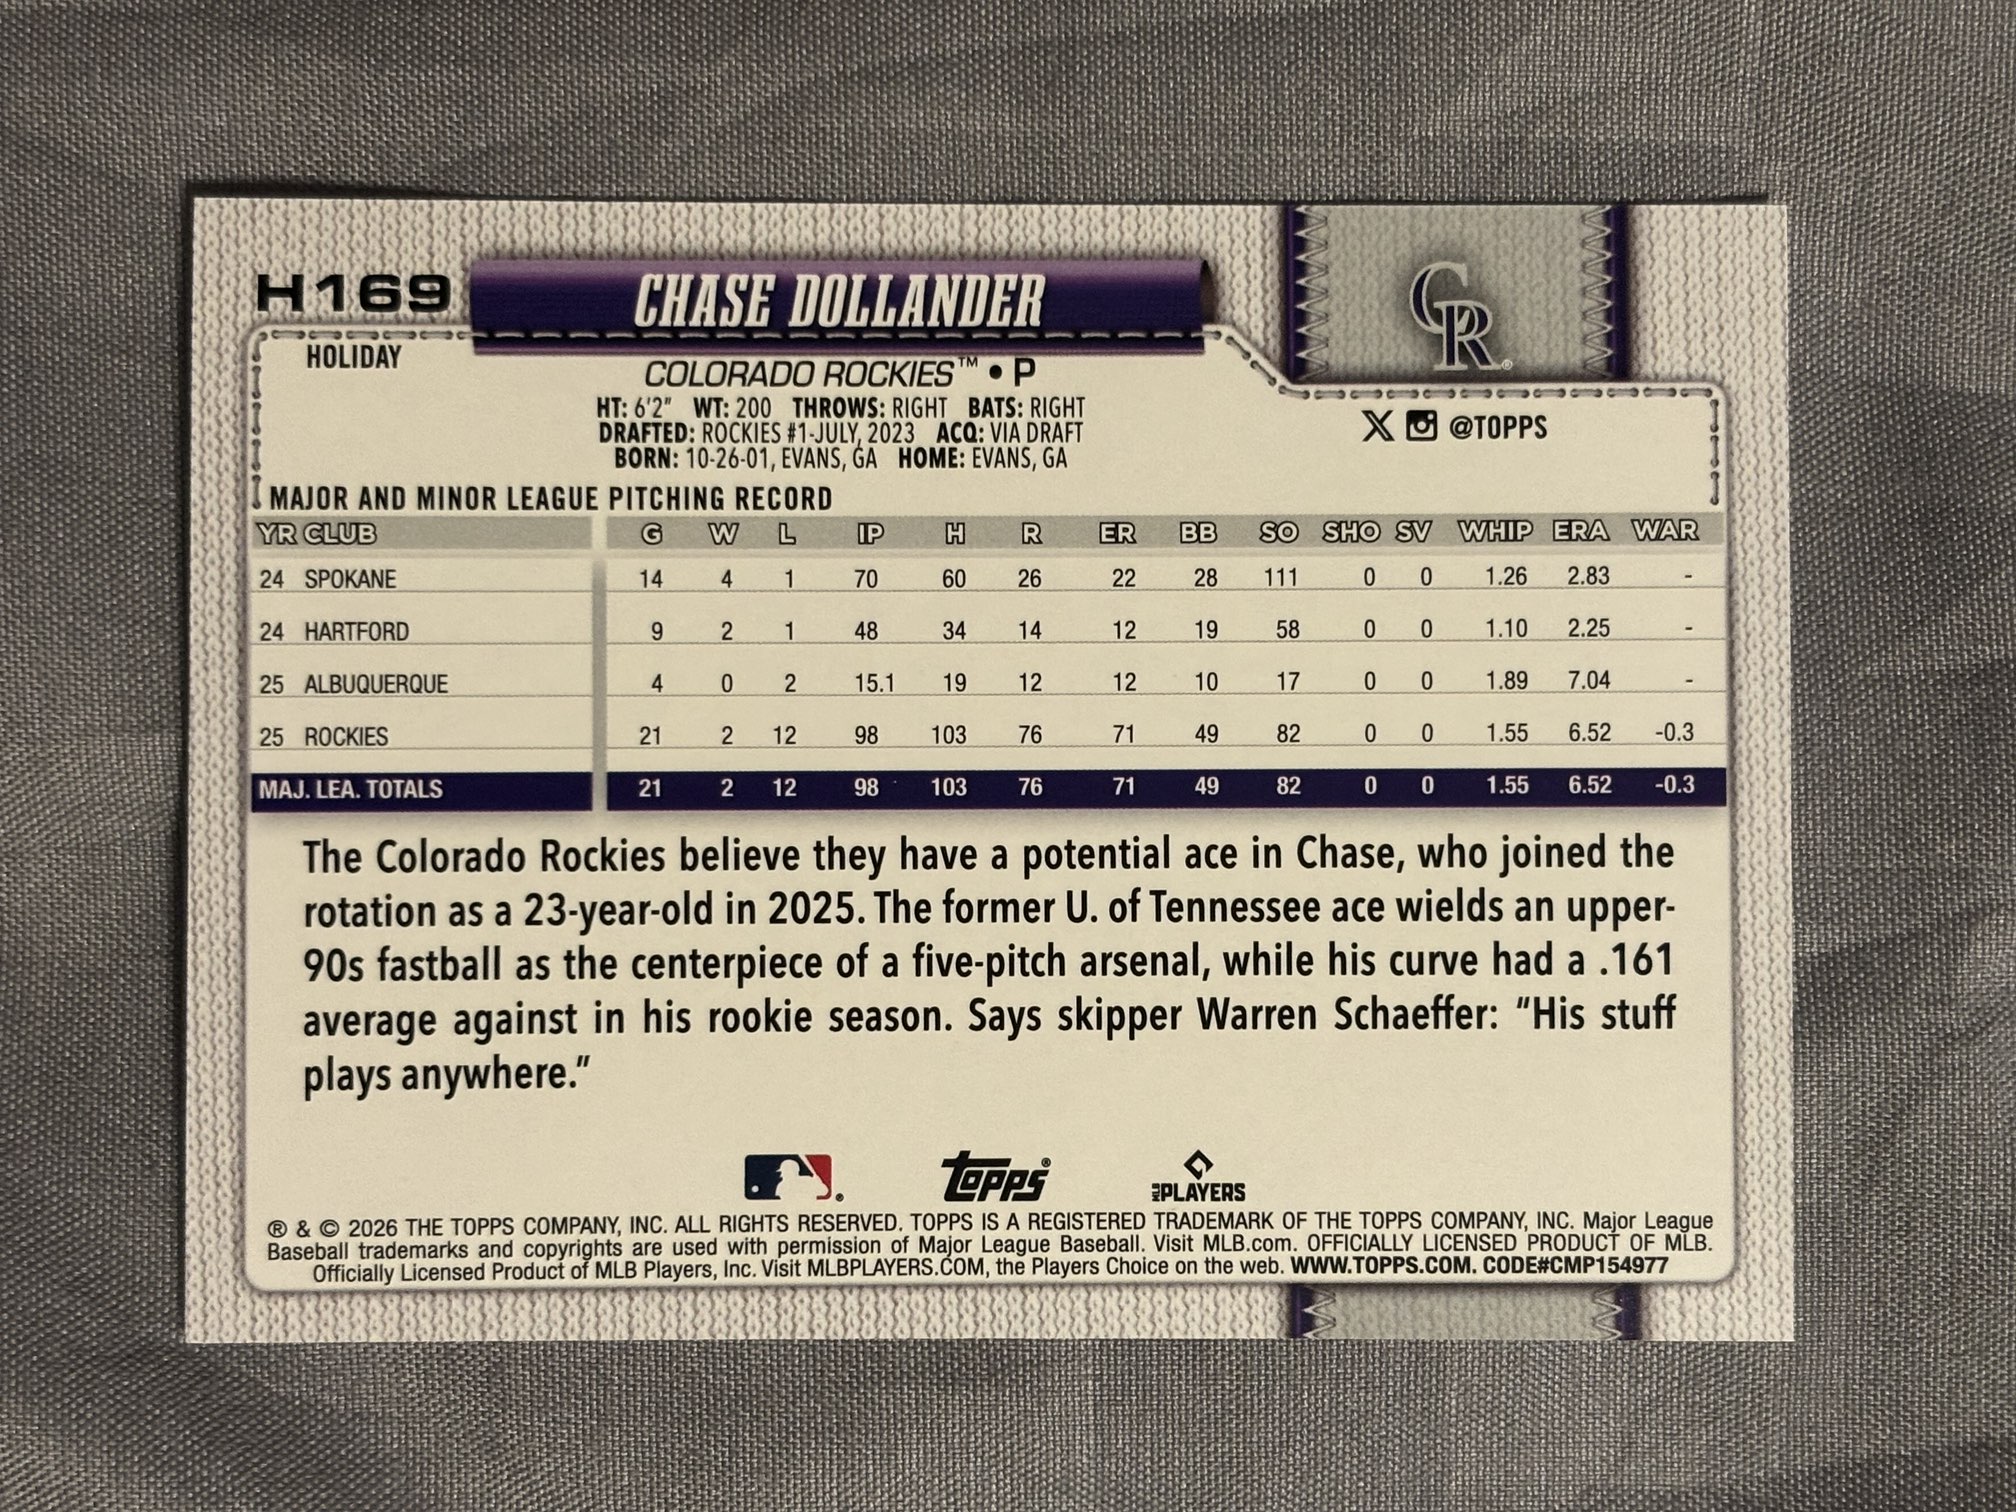 H169
CHASE DOLLANDER
CR®
HOLIDAY
COLORADO ROCKIES™ • P
HT: 6'2" WT: 200 THROWS: RIGHT BATS: RIGHT
DRAFTED: ROCKIES #1-JULY, 2023 ACQ: VIA DRAFT
BORN: 10-26-01, EVANS, GA HOME: EVANS, GA
@TOPPS
MAJOR AND MINOR LEAGUE PITCHING RECORD
YR CLUB G W L IP H R ER BB SO SHO SV WHIP ERA WAR
24 SPOKANE 14 4 1 70 60 26 22 28 111 0 0 1.26 2.83 -
24 HARTFORD 9 2 1 48 34 14 12 19 58 0 0 1.10 2.25 -
25 ALBUQUERQUE 4 0 2 15.1 19 12 12 10 17 0 0 1.89 7.04 -
25 ROCKIES 21 2 12 98 103 76 71 49 82 0 0 1.55 6.52 -0.3
MAJ. LEA. TOTALS 21 2 12 98 103 76 71 49 82 0 0 1.55 6.52 -0.3
The Colorado Rockies believe they have a potential ace in Chase, who joined the
rotation as a 23-year-old in 2025. The former U. of Tennessee ace wields an upper-
90s fastball as the centerpiece of a five-pitch arsenal, while his curve had a .161
average against in his rookie season. Says skipper Warren Schaeffer: "His stuff
plays anywhere."
topps®
MLB PLAYERS
® & © 2026 THE TOPPS COMPANY, INC. ALL RIGHTS RESERVED. TOPPS IS A REGISTERED TRADEMARK OF THE TOPPS COMPANY, INC. Major League
Baseball trademarks and copyrights are used with permission of Major League Baseball. Visit MLB.com. OFFICIALLY LICENSED PRODUCT OF MLB.
Officially Licensed Product of MLB Players, Inc. Visit MLBPLAYERS.COM, the Players Choice on the web. WWW.TOPPS.COM. CODE#CMP154977